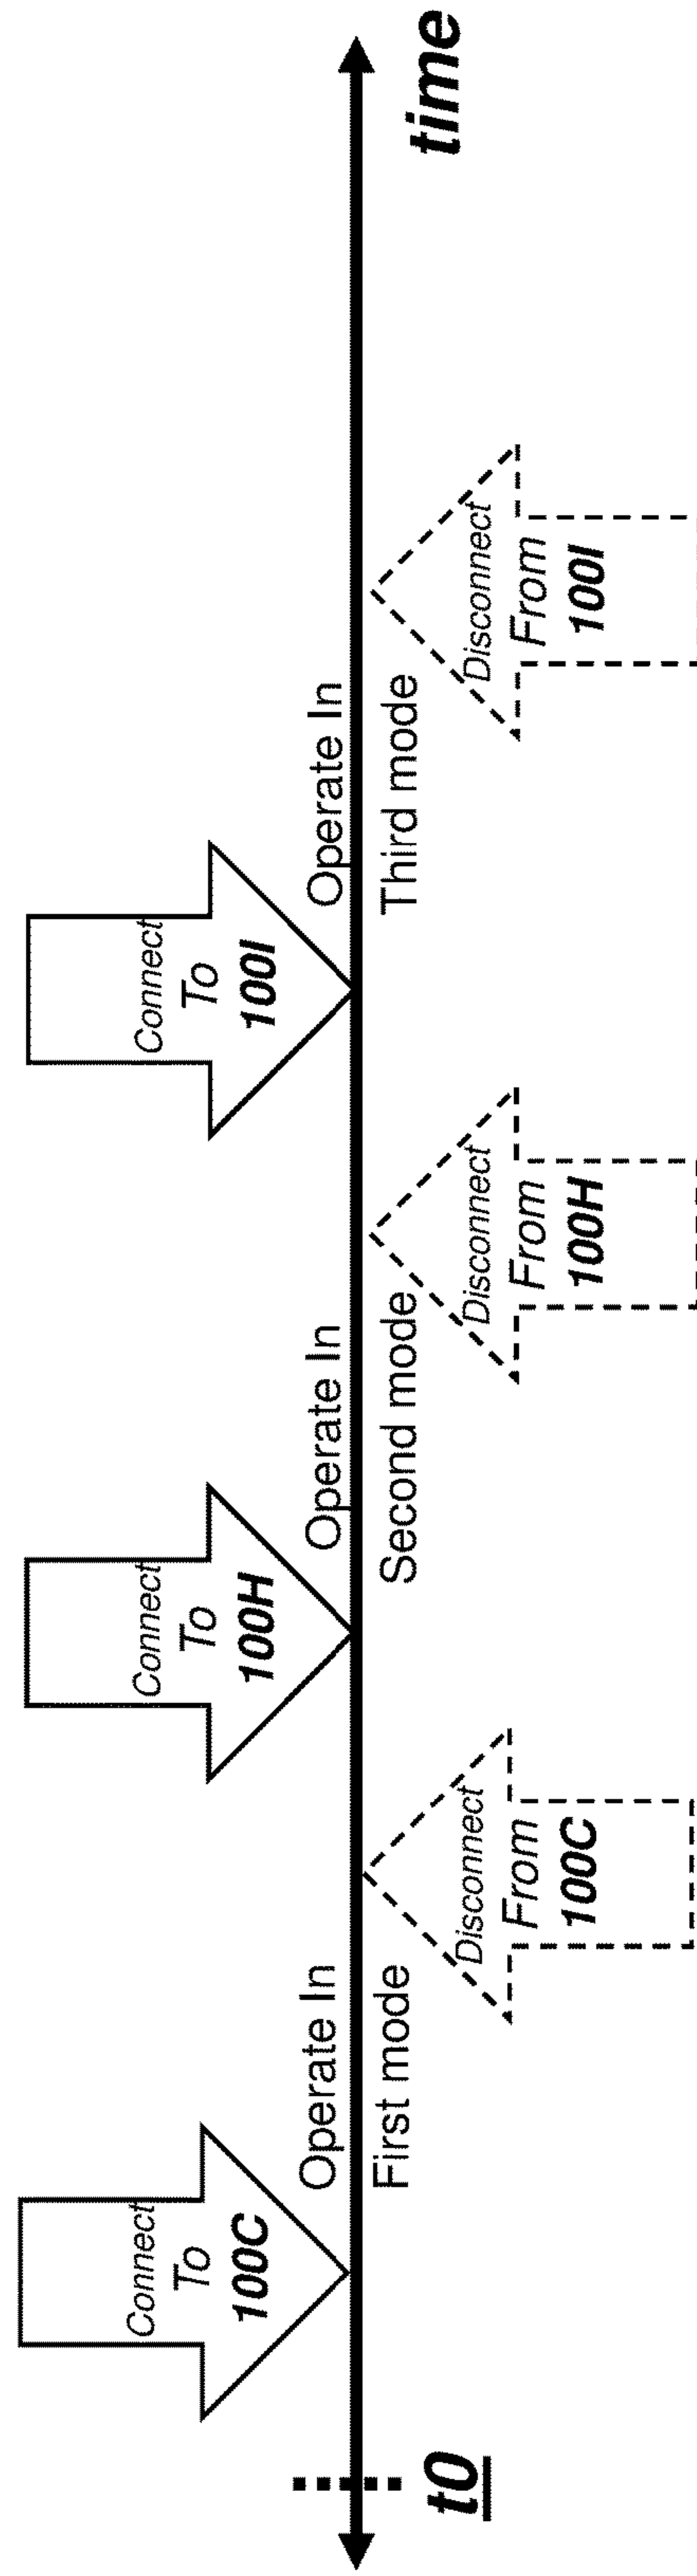 Connect
To
100C
Operate In
First mode
Disconnect
From
100C
Connect
To
100H
Operate In
Second mode
Disconnect
From
100H
Connect
To
100I
Operate In
Third mode
Disconnect
From
100I
t0
time